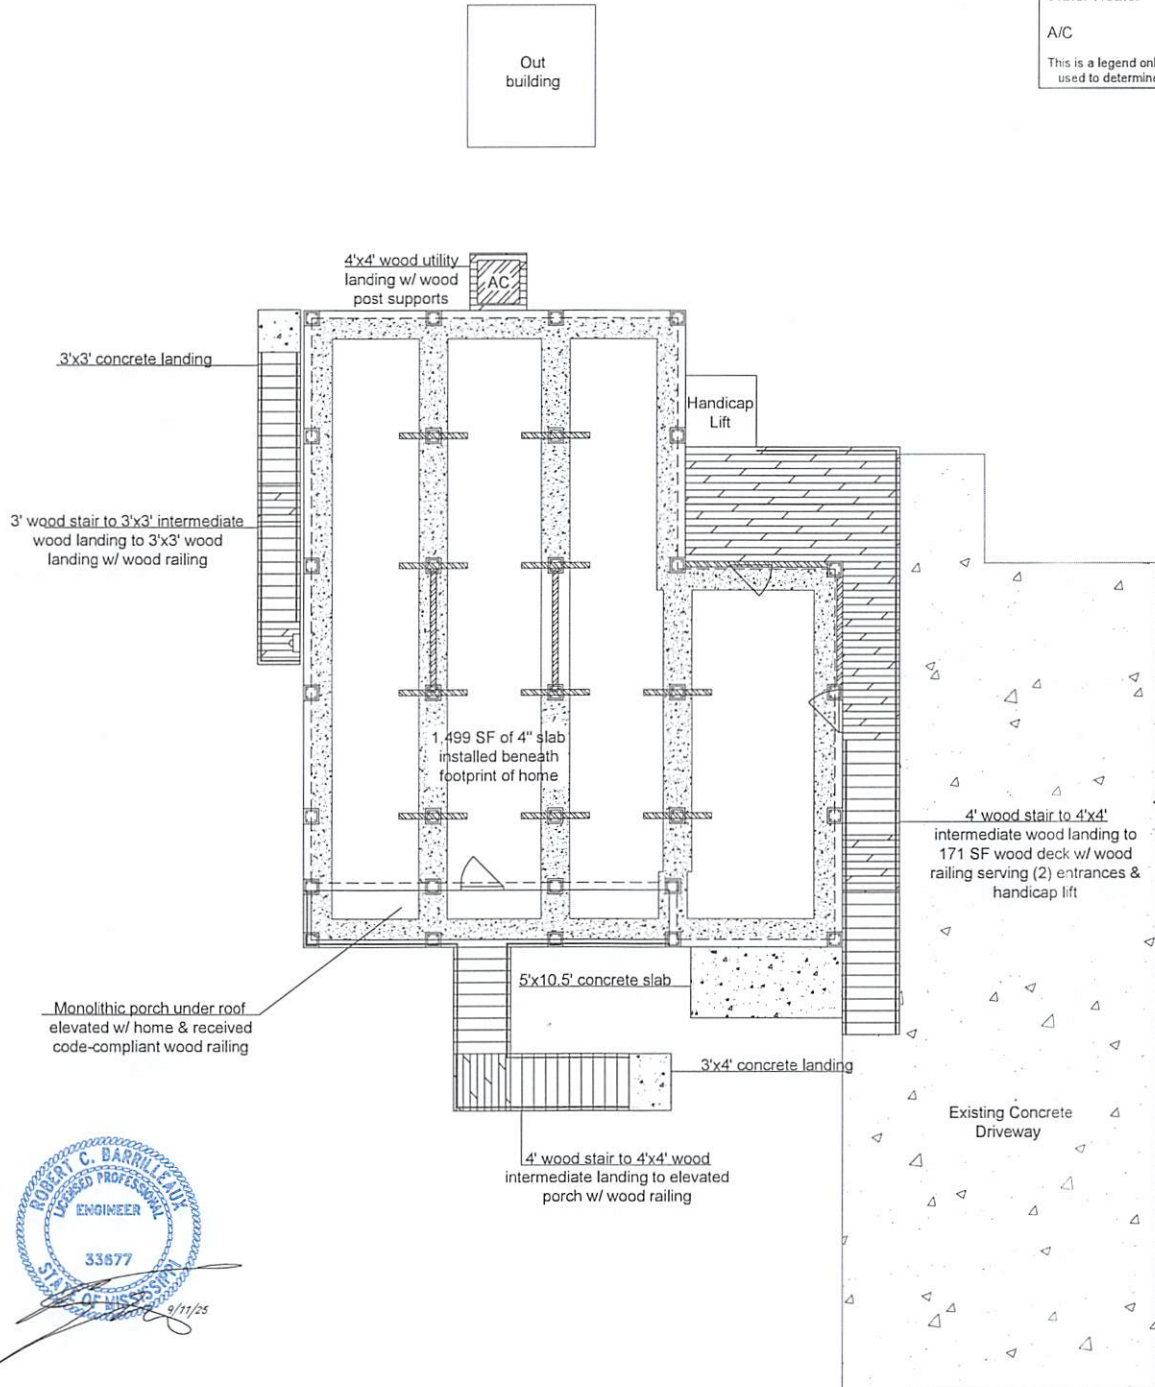 A/C
This is a legend onl
used to determine
Out
building
4'x4' wood utility
landing w/ wood
post supports
AC
3'x3' concrete landing
Handicap
Lift
3' wood stair to 3'x3' intermediate
wood landing to 3'x3' wood
landing w/ wood railing
1,499 SF of 4" slab
installed beneath
footprint of home
4' wood stair to 4'x4'
intermediate wood landing to
171 SF wood deck w/ wood
railing serving (2) entrances &
handicap lift
5'x10.5' concrete slab
Monolithic porch under roof
elevated w/ home & received
code-compliant wood railing
3'x4' concrete landing
Existing Concrete
Driveway
4' wood stair to 4'x4' wood
intermediate landing to elevated
porch w/ wood railing
ROBERT C. BARRILLEAUX
LICENSED PROFESSIONAL
ENGINEER
33677
STATE OF MISSISSIPPI
9/11/25